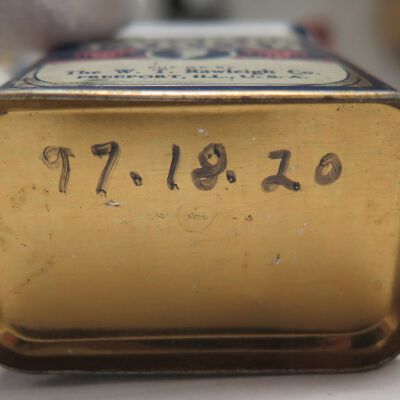 The W. T. Rawleigh Co.
FREEPORT, ILL., U.S.A.
97.18.20